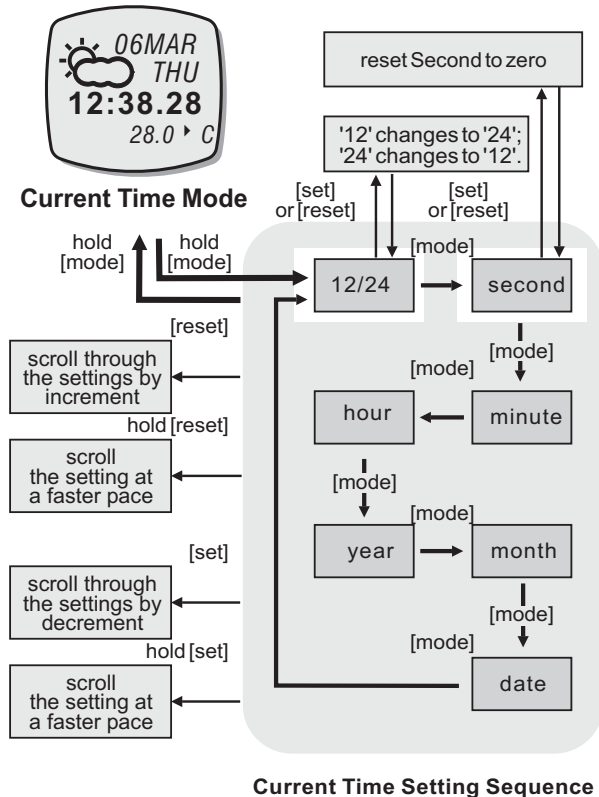 06MAR
THU
12:38.28
28.0 ‣ C
Current Time Mode
reset Second to zero
'12' changes to '24';
'24' changes to '12'.
[set]
or [reset]
[set]
or [reset]
hold
[mode]
hold
[mode]
[mode]
12/24
second
[reset]
scroll through
the settings by
increment
[mode]
[mode]
hour
minute
hold [reset]
scroll
the setting at
a faster pace
[mode]
[mode]
year
month
[set]
scroll through
the settings by
decrement
[mode]
hold [set]
scroll
the setting at
a faster pace
[mode]
date
Current Time Setting Sequence